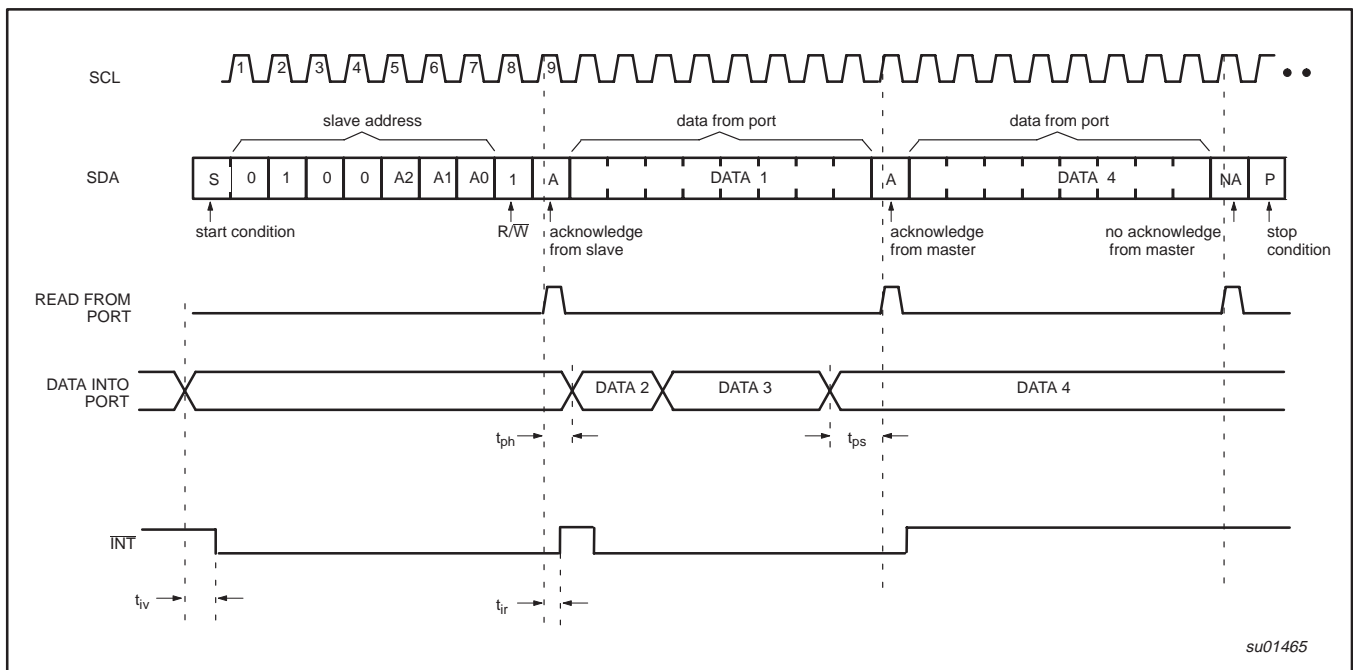 SCL
1 2 3 4 5 6 7 8 9
slave address
data from port
data from port
SDA
S 0 1 0 0 A2 A1 A0 1 A DATA 1 A DATA 4 NA P
start condition
R/W̅
acknowledge
from slave
acknowledge
from master
no acknowledge
from master
stop
condition
READ FROM
PORT
DATA INTO
PORT
DATA 2 DATA 3 DATA 4
tph
tps
I̅N̅T̅
tiv
tir
su01465